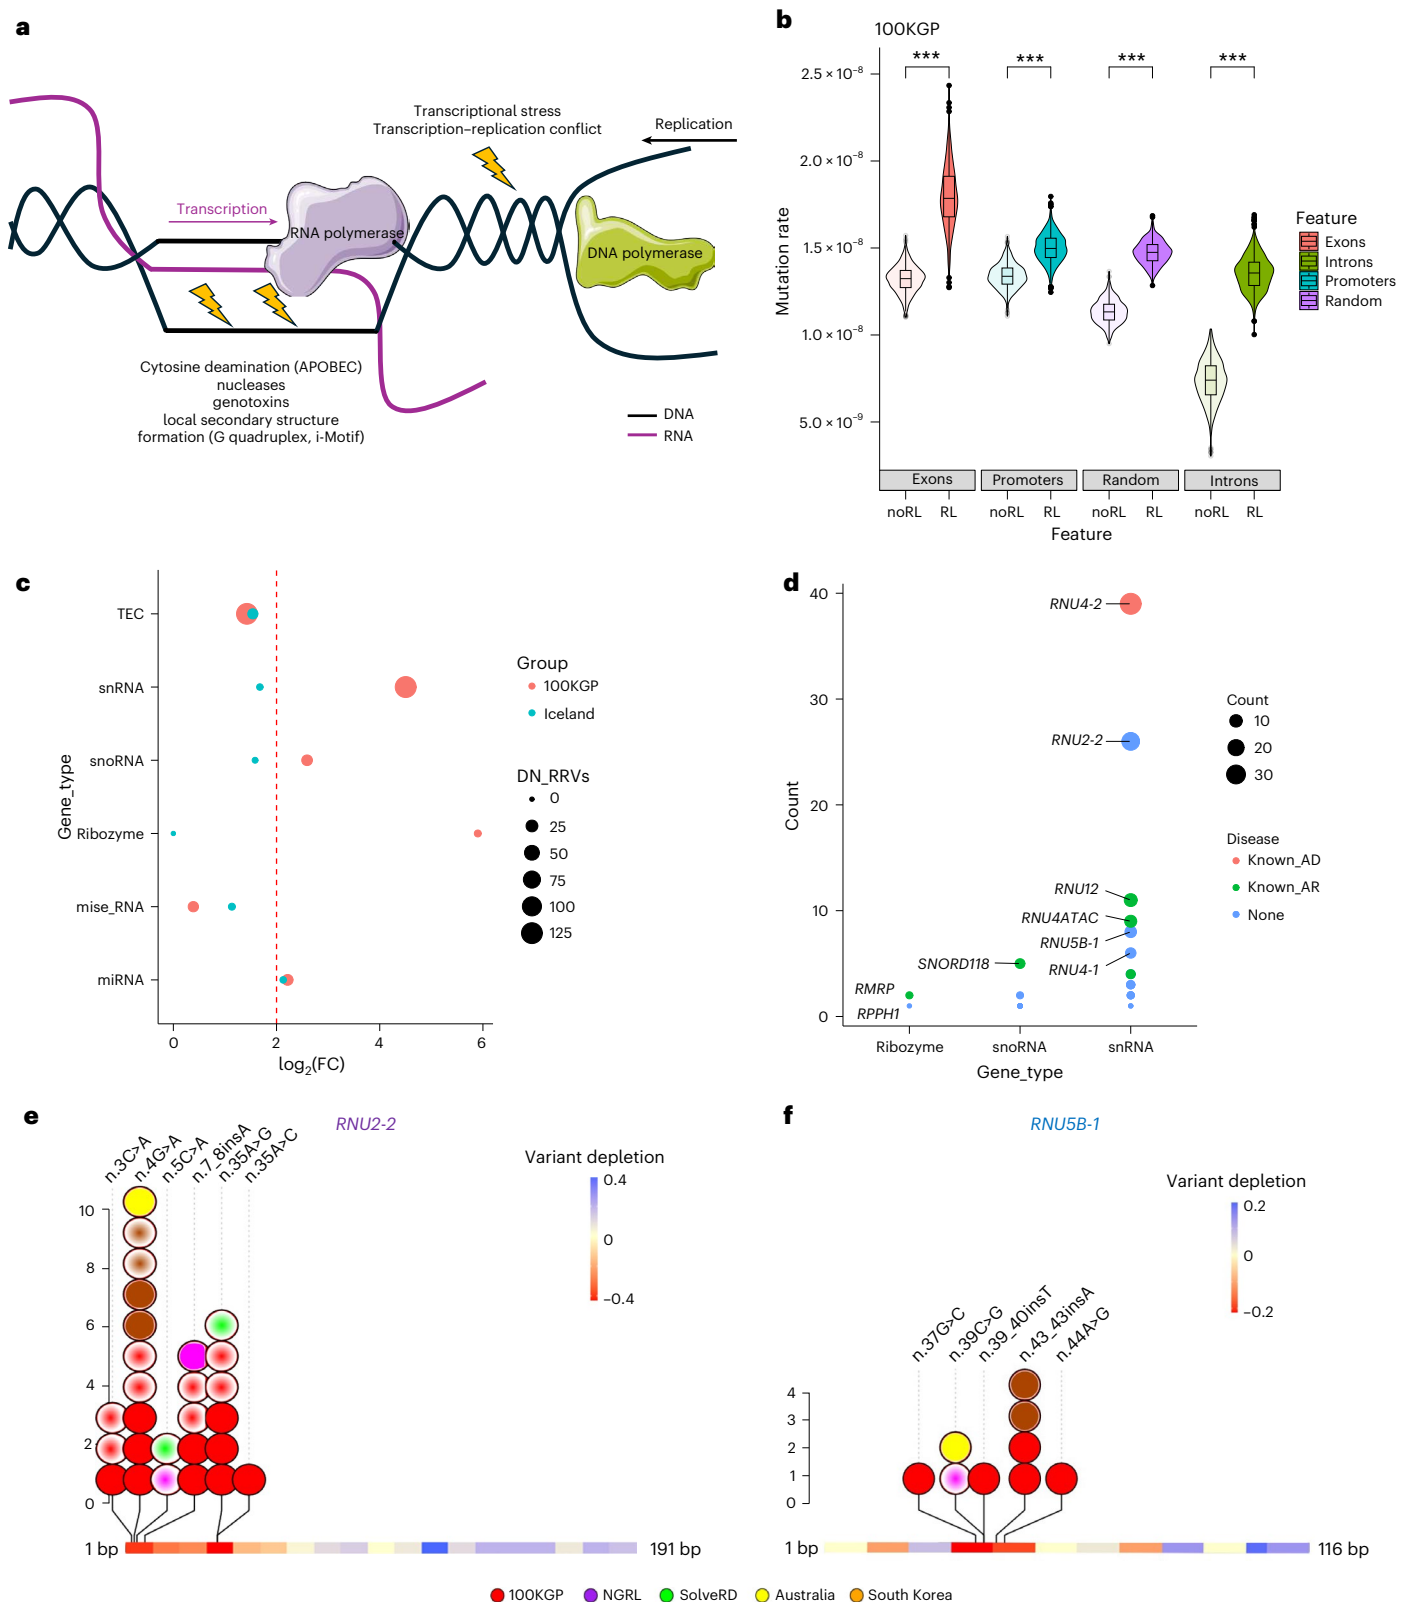 a
Transcriptional stress
Transcription–replication conflict
Replication
Transcription
RNA polymerase
DNA polymerase
Cytosine deamination (APOBEC)
nucleases
genotoxins
local secondary structure
formation (G quadruplex, i-Motif)
DNA
RNA
b
100KGP
Mutation rate
2.5 × 10⁻⁸
2.0 × 10⁻⁸
1.5 × 10⁻⁸
1.0 × 10⁻⁸
5.0 × 10⁻⁹
*** *** *** ***
Exons Promoters Random Introns
noRL RL noRL RL noRL RL noRL RL
Feature
Feature
Exons
Introns
Promoters
Random
c
Gene_type
TEC
snRNA
snoRNA
Ribozyme
mise_RNA
miRNA
0 2 4 6
log₂(FC)
Group
100KGP
Iceland
DN_RRVs
0
25
50
75
100
125
d
Count
40
30
20
10
0
RNU4-2
RNU2-2
RNU12
RNU4ATAC
RNU5B-1
RNU4-1
SNORD118
RMRP
RPPH1
Ribozyme snoRNA snRNA
Gene_type
Count
10
20
30
Disease
Known_AD
Known_AR
None
e
RNU2-2
n.3C>A
n.4G>A
n.5C>A
n.7_8insA
n.35A>G
n.35A>C
Variant depletion
0.4
0
–0.4
10
8
6
4
2
0
1 bp 191 bp
f
RNU5B-1
Variant depletion
0.2
0
–0.2
n.37G>C
n.39C>G
n.39_40insT
n.43_43insA
n.44A>G
4
3
2
1
0
1 bp 116 bp
100KGP NGRL SolveRD Australia South Korea